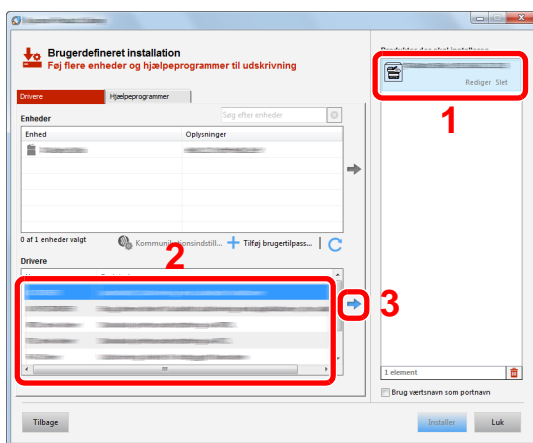 Brugerdefineret installation
Føj flere enheder og hjælpeprogrammer til udskrivning
Drivere
Hjælpeprogrammer
Enheder
Søg efter enheder
Enhed
Oplysninger
0 af 1 enheder valgt
Tilføj brugertilpass...
2
Drivere
3
Rediger Slet
1
1 element
Brug værtsnavn som portnavn
Tilbage
Installer
Luk